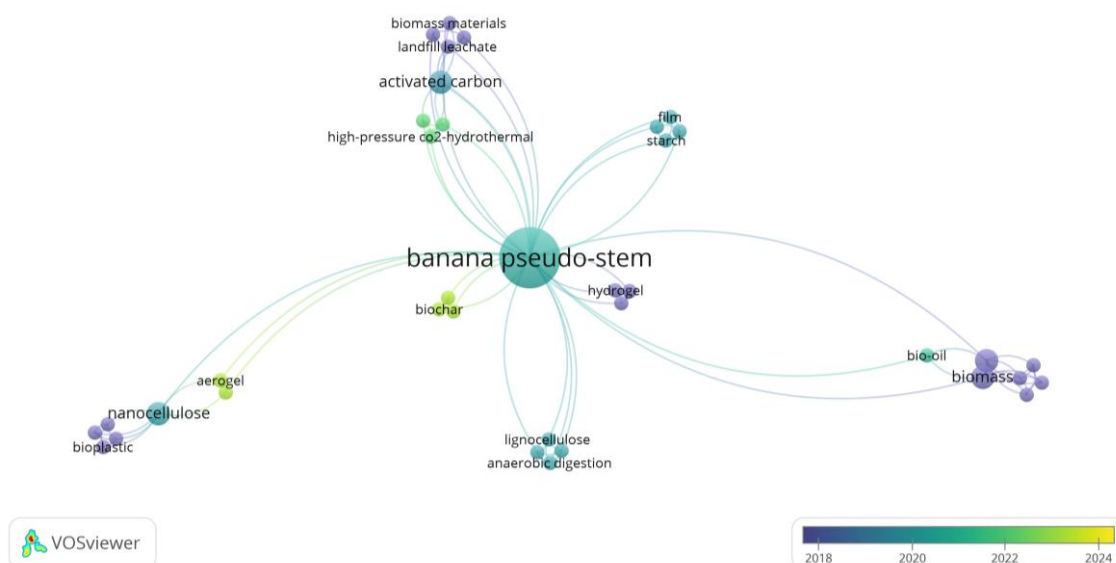 biomass materials
landfill leachate
activated carbon
high-pressure co2-hydrothermal
film
starch
banana pseudo-stem
hydrogel
biochar
bio-oil
biomass
aerogel
nanocellulose
bioplastic
lignocellulose
anaerobic digestion
VOSviewer
2018 2020 2022 2024